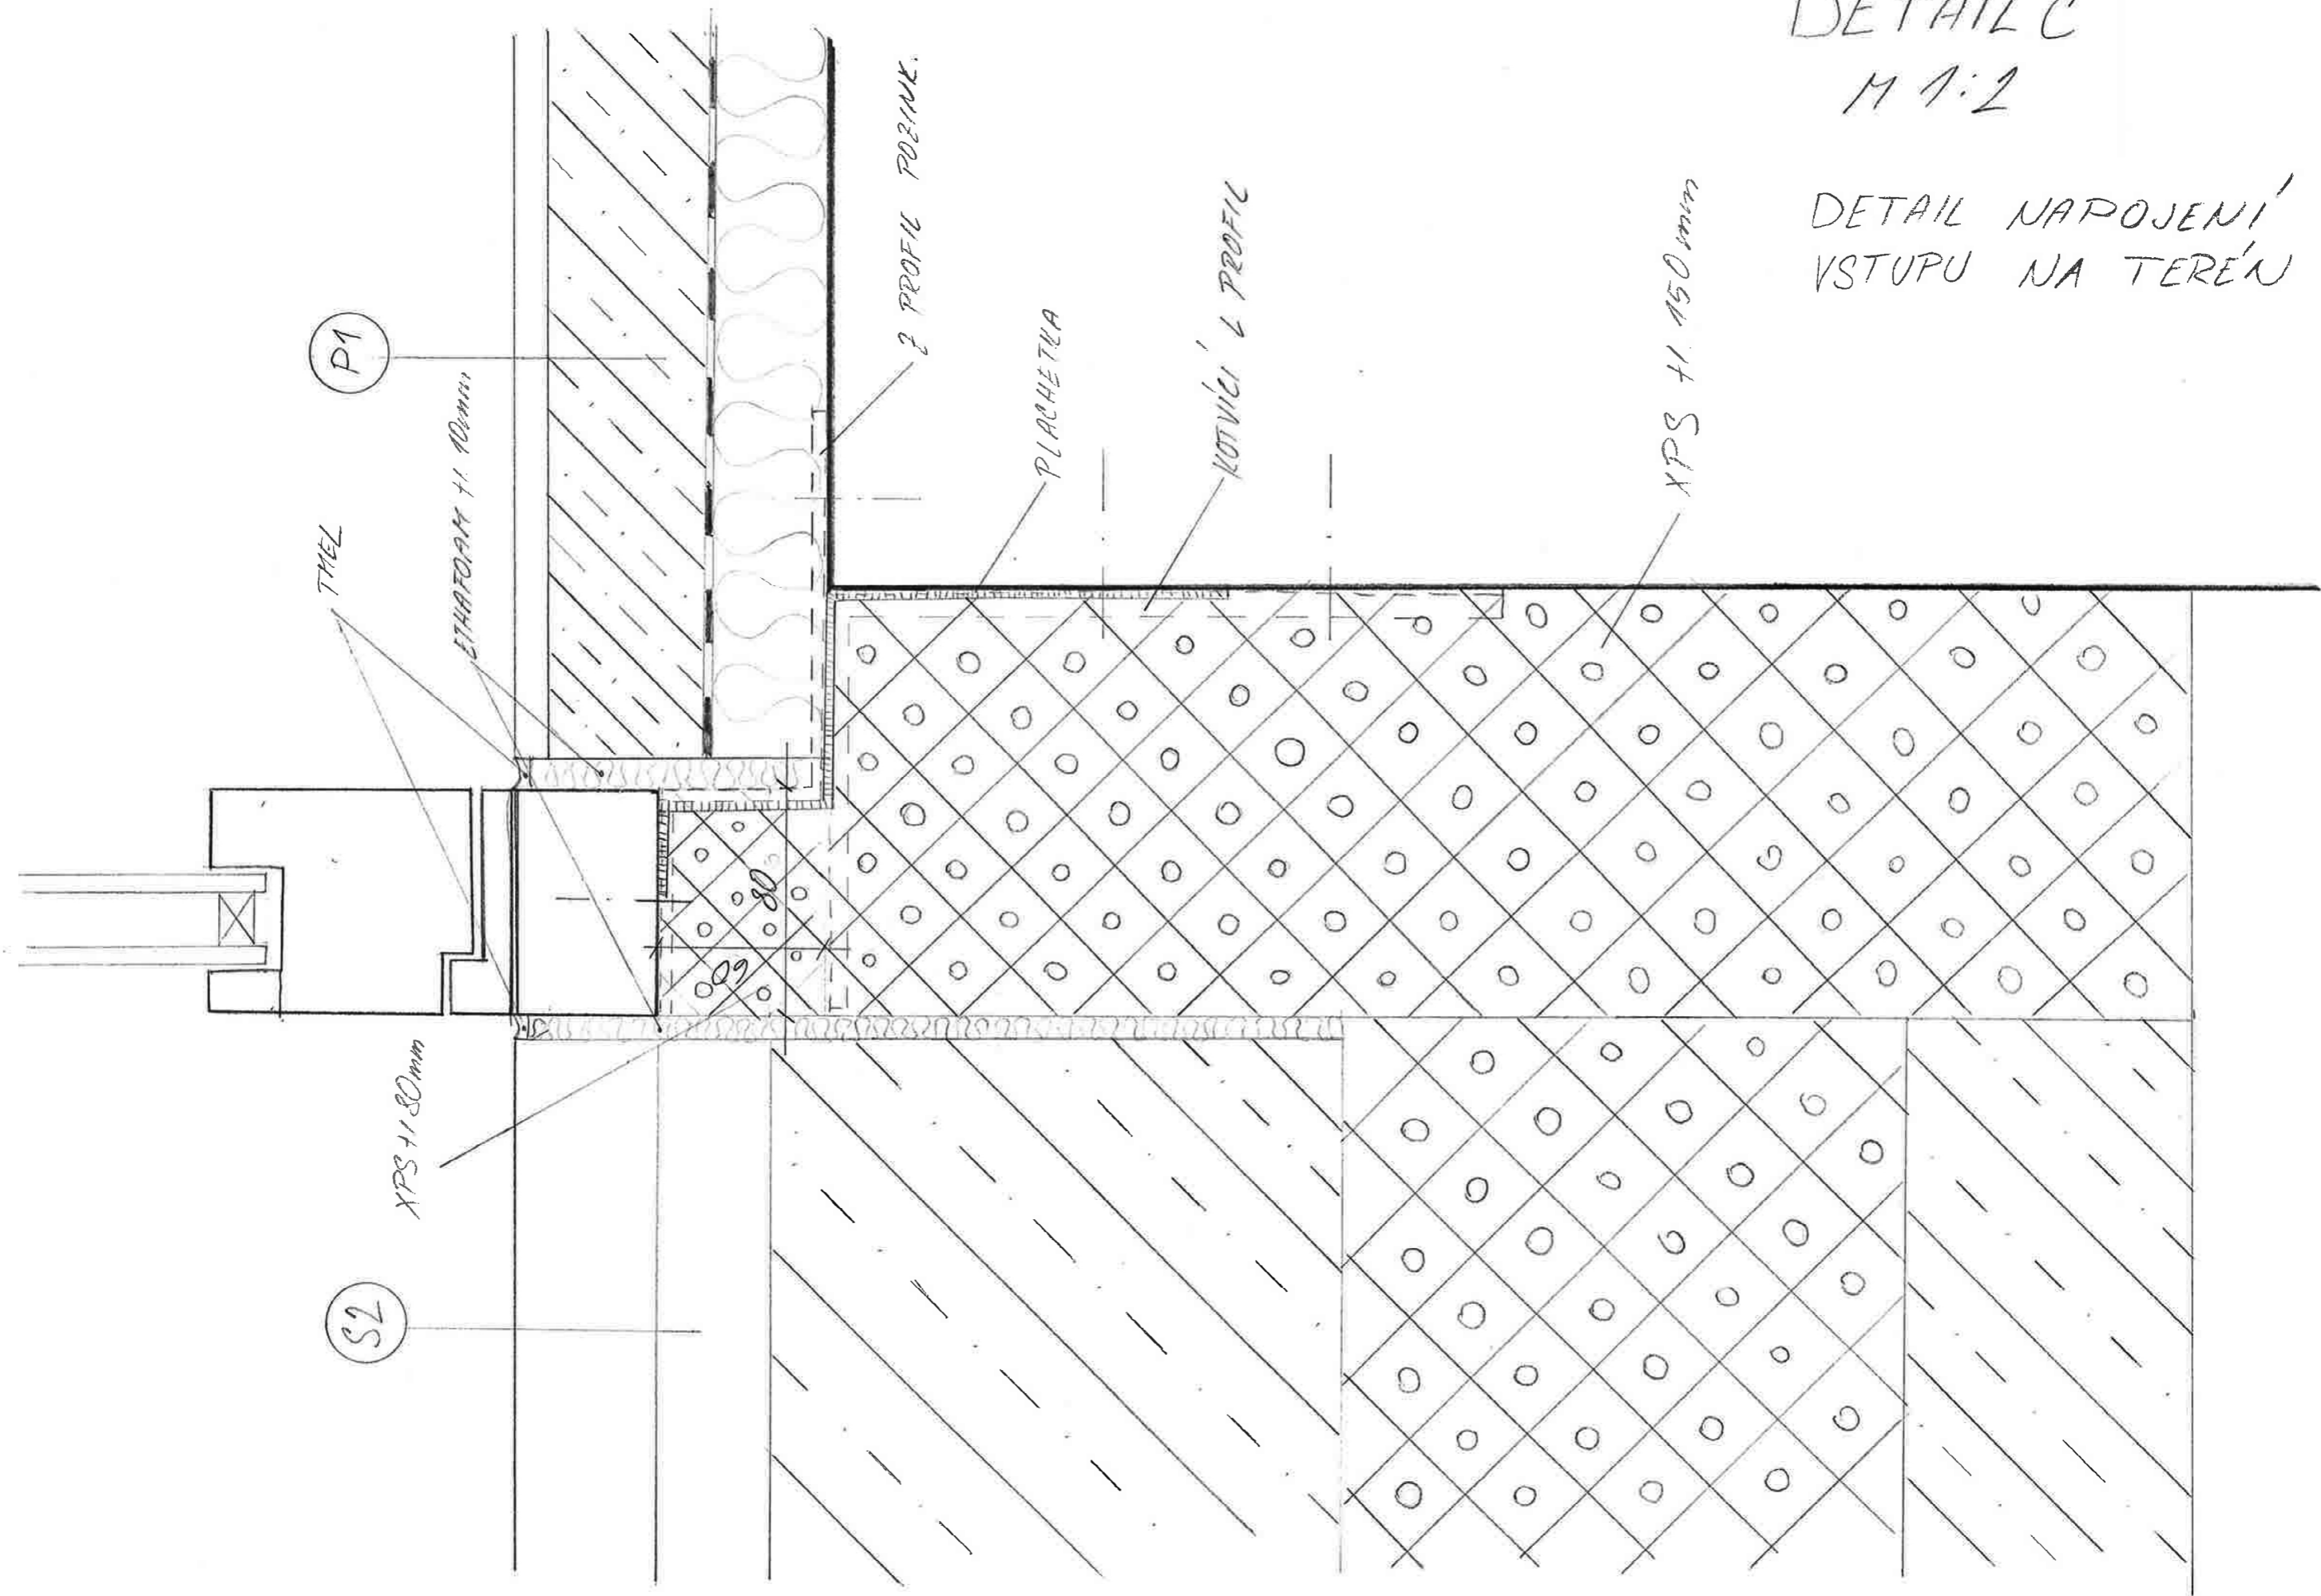 DETAIL C
M 1:2
DETAIL NAPOJENÍ
VSTUPU NA TERÉN
P1
TMEL
ETHAFOAM tl. 10mm
Z PROFIL POZINK.
PLACHETKA
KOTVÍCÍ L PROFIL
XPS tl. 150mm
80
60
XPS tl 80mm
S2